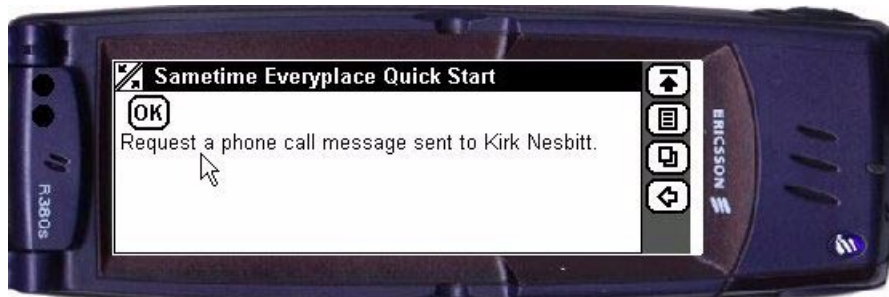 Sametime Everyplace Quick Start
OK
Request a phone call message sent to Kirk Nesbitt.
ERICSSON
R380s